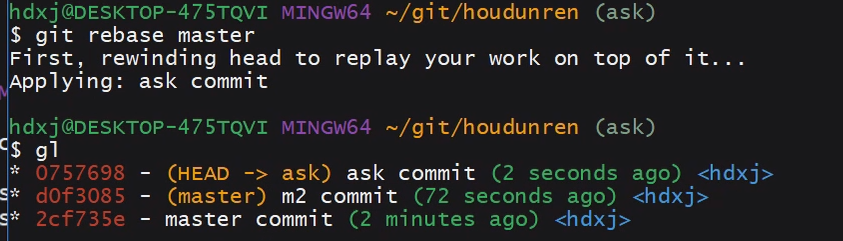 hdxj@DESKTOP-475TQVI MINGW64 ~/git/houdunren (ask)
$ git rebase master
First, rewinding head to replay your work on top of it...
Applying: ask commit
hdxj@DESKTOP-475TQVI MINGW64 ~/git/houdunren (ask)
$ gl
* 0757698 - (HEAD -> ask) ask commit (2 seconds ago) <hdxj>
* d0f3085 - (master) m2 commit (72 seconds ago) <hdxj>
* 2cf735e - master commit (2 minutes ago) <hdxj>